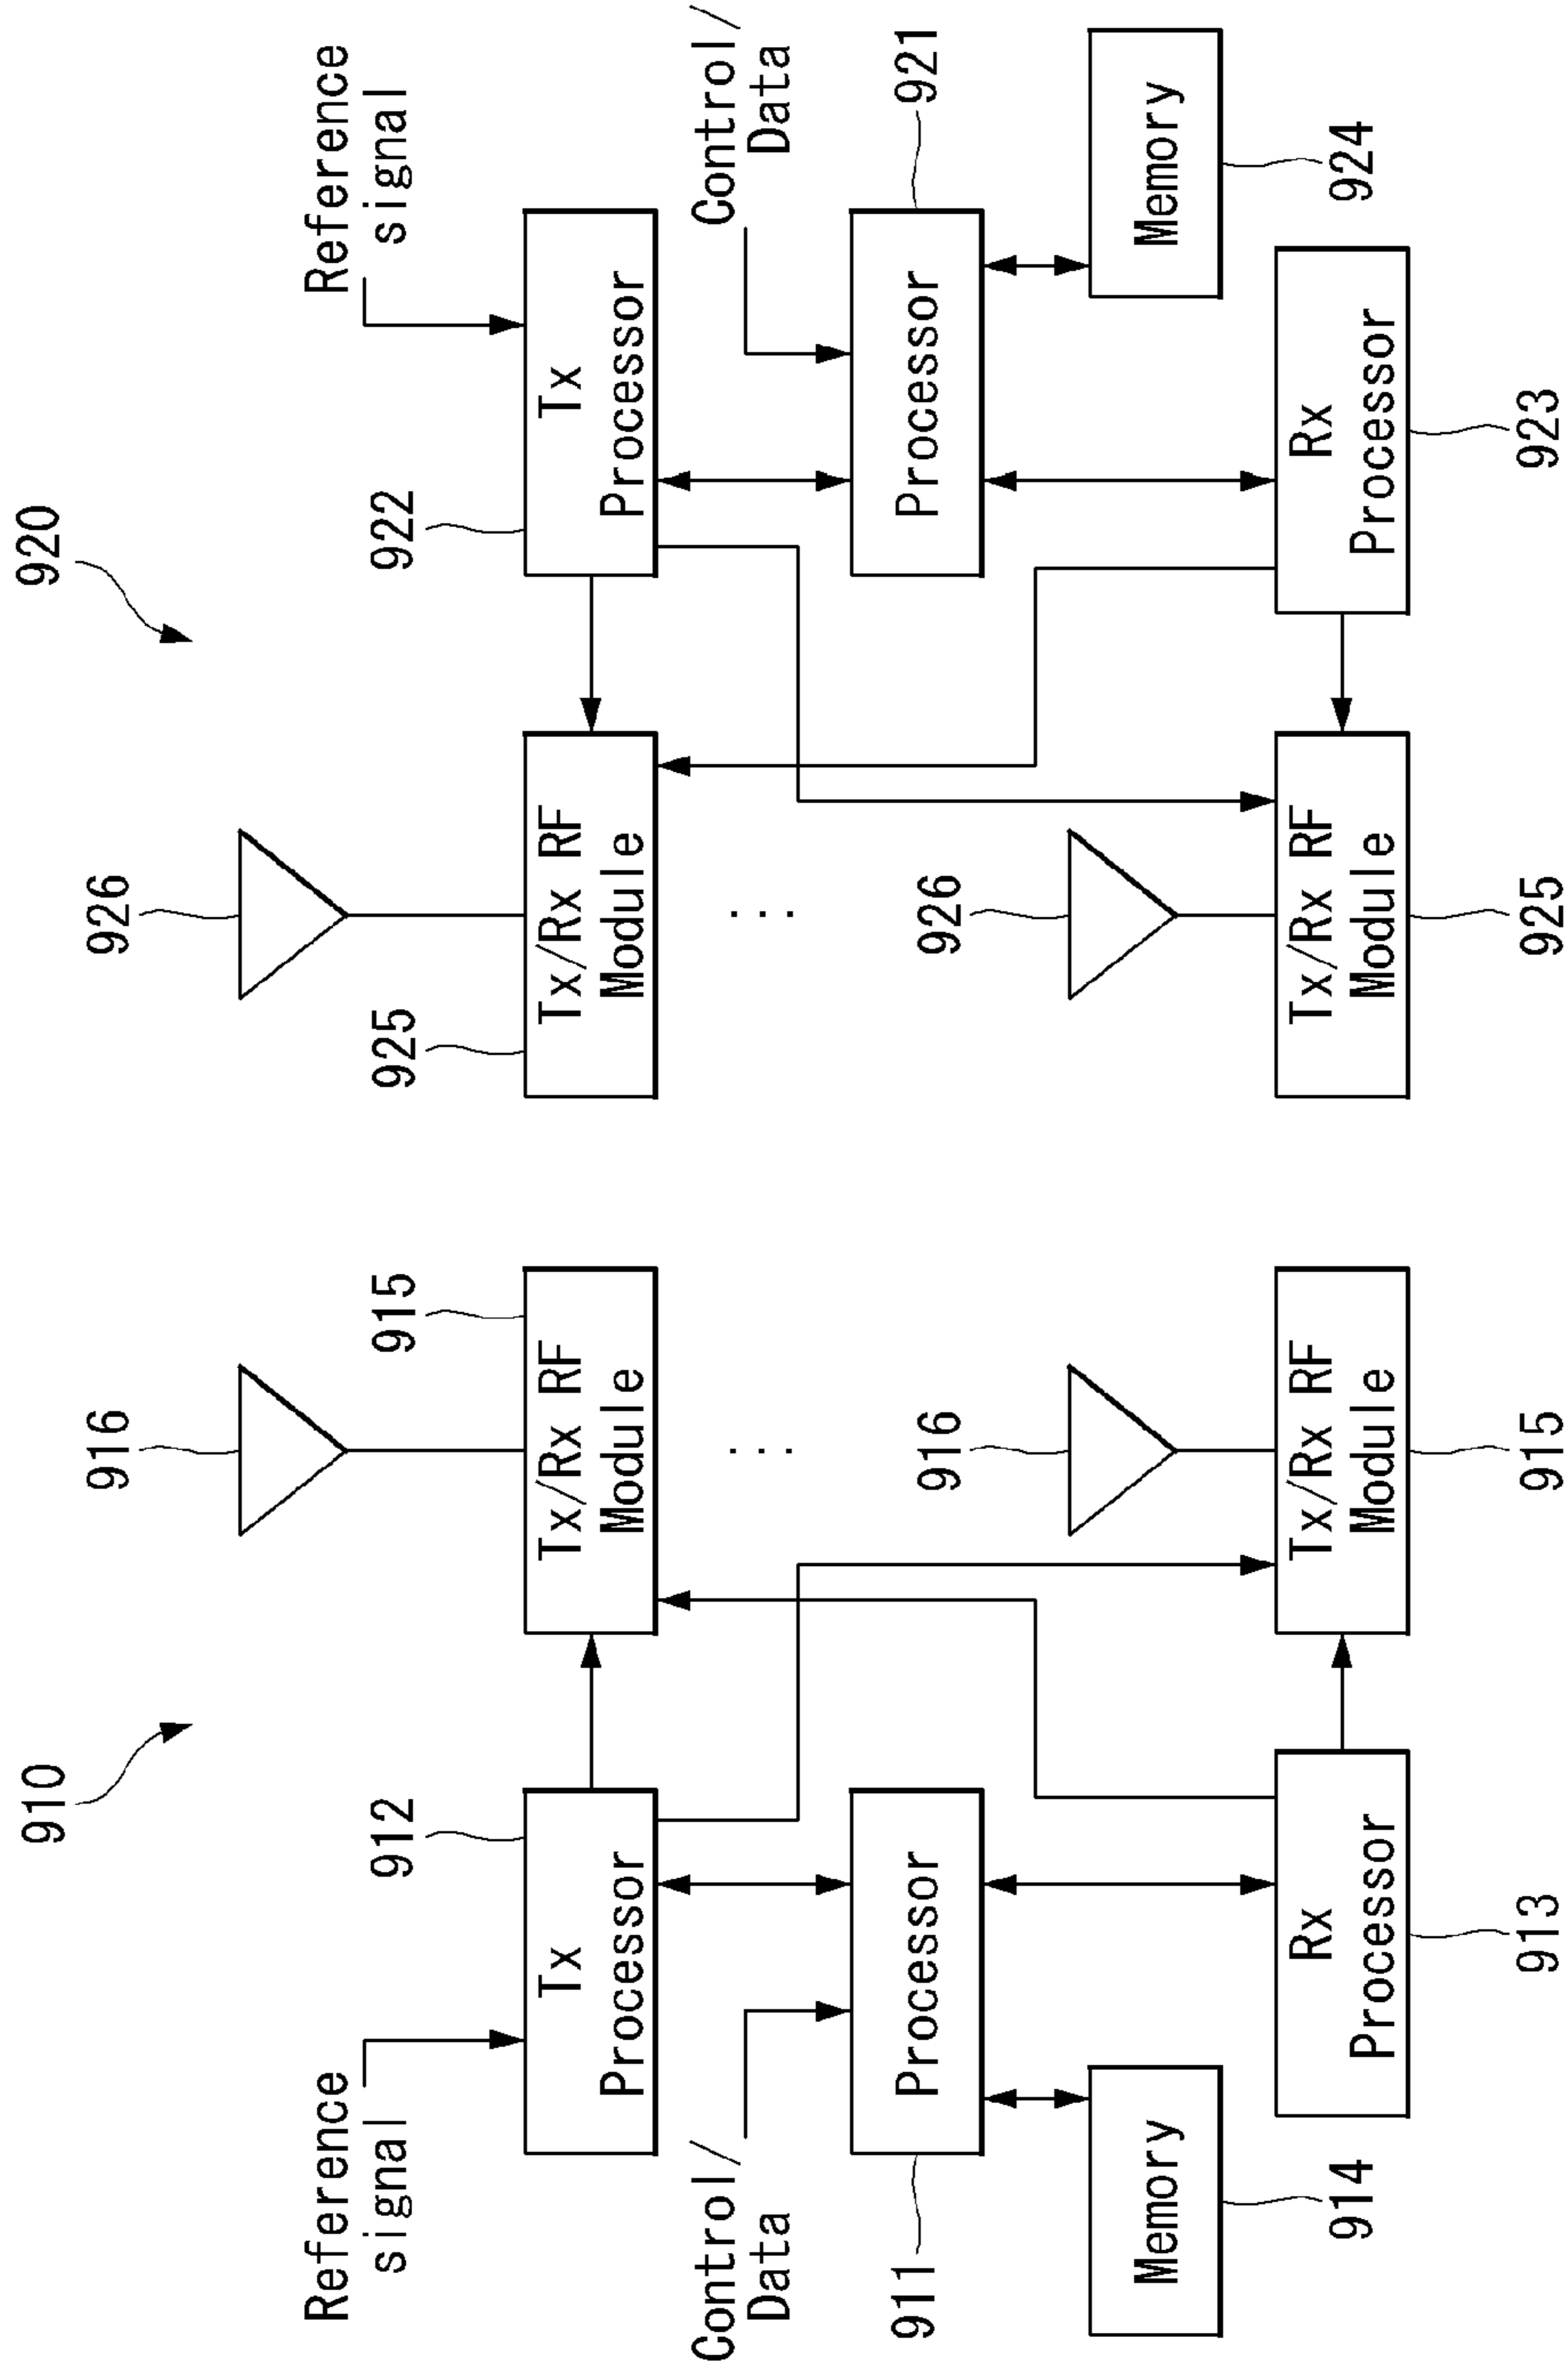 910
920
916
926
Reference
signal
912
915
925
922
Reference
signal
Tx
Processor
Tx/Rx RF
Module
Tx/Rx RF
Module
Tx
Processor
Control/
Data
...
...
Control/
Data
911
Processor
916
926
Processor
921
Memory
Memory
914
924
Rx
Processor
Tx/Rx RF
Module
Tx/Rx RF
Module
Rx
Processor
913
915
925
923